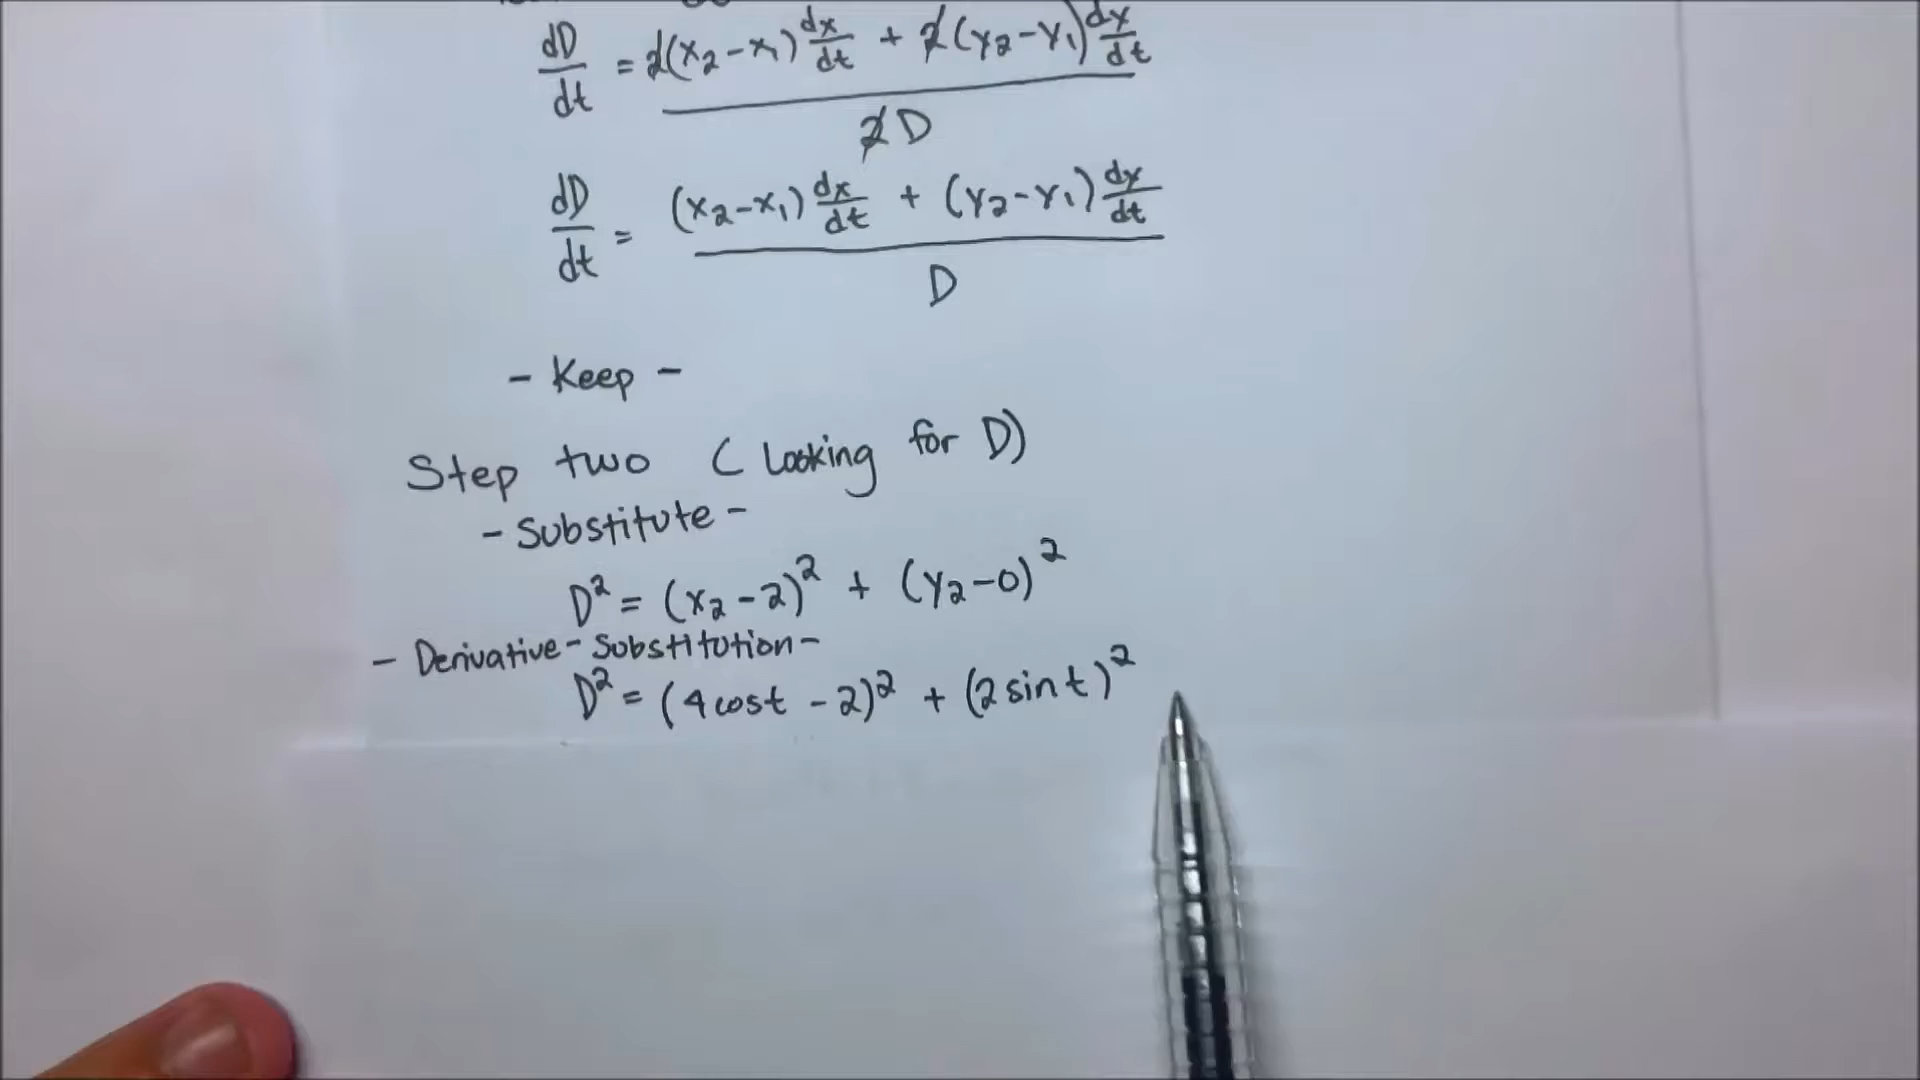 dD/dt = 2(x₂-x₁) dx/dt + 2(y₂-y₁) dy/dt
2D
dD/dt = (x₂-x₁) dx/dt + (y₂-y₁) dy/dt
D
- Keep -
Step two ( Looking for D)
- Substitute -
D² = (x₂-2)² + (y₂-0)²
- Derivative - Substitution -
D² = (4cost - 2)² + (2sint)²